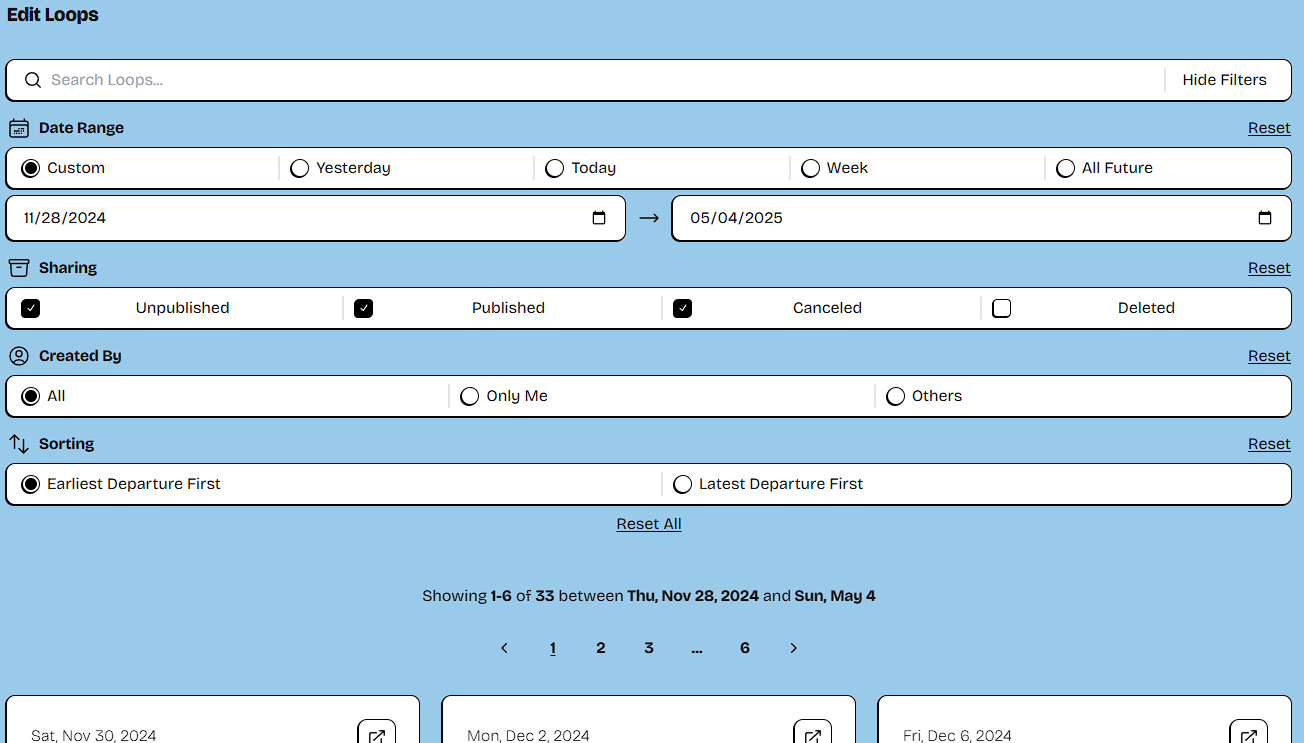 Edit Loops
Search Loops...
Hide Filters
Date Range
Reset
Custom
Yesterday
Today
Week
All Future
11/28/2024
05/04/2025
Sharing
Reset
Unpublished
Published
Canceled
Deleted
Created By
Reset
All
Only Me
Others
Sorting
Reset
Earliest Departure First
Latest Departure First
Reset All
Showing 1-6 of 33 between Thu, Nov 28, 2024 and Sun, May 4
1 2 3 ... 6
Sat, Nov 30, 2024
Mon, Dec 2, 2024
Fri, Dec 6, 2024